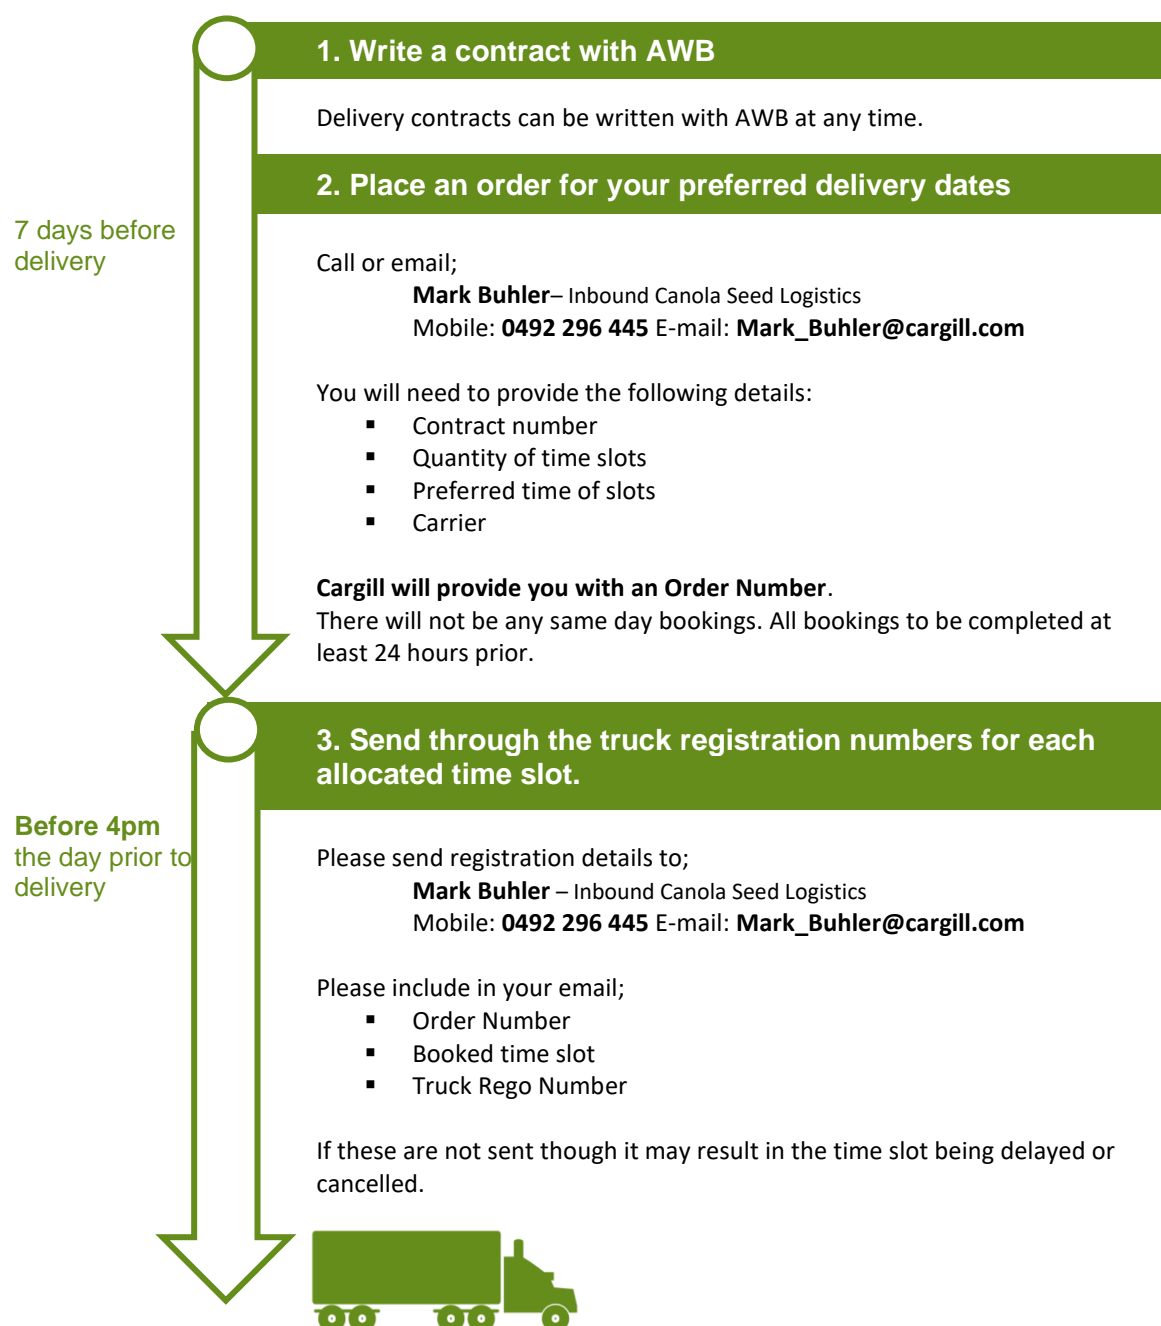 1. Write a contract with AWB
Delivery contracts can be written with AWB at any time.
2. Place an order for your preferred delivery dates
7 days before
delivery
Call or email;
Mark Buhler– Inbound Canola Seed Logistics
Mobile: 0492 296 445 E-mail: Mark_Buhler@cargill.com
You will need to provide the following details:
▪ Contract number
▪ Quantity of time slots
▪ Preferred time of slots
▪ Carrier
Cargill will provide you with an Order Number.
There will not be any same day bookings. All bookings to be completed at
least 24 hours prior.
3. Send through the truck registration numbers for each
allocated time slot.
Before 4pm
the day prior to
delivery
Please send registration details to;
Mark Buhler – Inbound Canola Seed Logistics
Mobile: 0492 296 445 E-mail: Mark_Buhler@cargill.com
Please include in your email;
▪ Order Number
▪ Booked time slot
▪ Truck Rego Number
If these are not sent though it may result in the time slot being delayed or
cancelled.